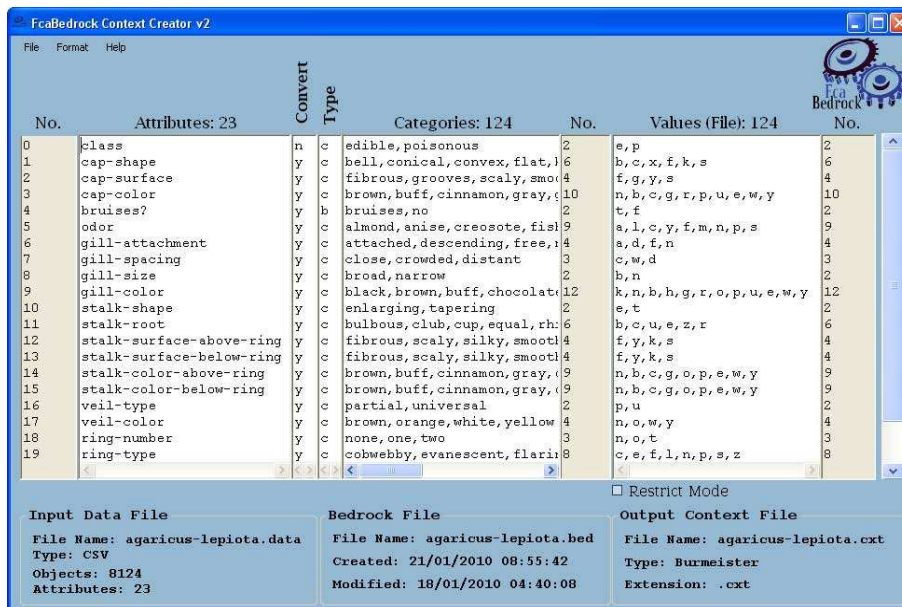 FcaBedrock Context Creator v2
File Format Help
Fca
Bedrock
No. Attributes: 23 Convert Type Categories: 124 No. Values (File): 124 No.
0 class n c edible,poisonous 2 e,p 2
1 cap-shape y c bell,conical,convex,flat, 6 b,c,x,f,k,s 6
2 cap-surface y c fibrous,grooves,scaly,smoo 4 f,g,y,s 4
3 cap-color y c brown,buff,cinnamon,gray,g 10 n,b,c,g,r,p,u,e,w,y 10
4 bruises? y b bruises,no 2 t,f 2
5 odor y c almond,anise,creosote,fish 9 a,l,c,y,f,m,n,p,s 9
6 gill-attachment y c attached,descending,free, 4 a,d,f,n 4
7 gill-spacing y c close,crowded,distant 3 c,w,d 3
8 gill-size y c broad,narrow 2 b,n 2
9 gill-color y c black,brown,buff,chocolate 12 k,n,b,h,g,r,o,p,u,e,w,y 12
10 stalk-shape y c enlarging,tapering 2 e,t 2
11 stalk-root y c bulbous,club,cup,equal,rhi 6 b,c,u,e,z,r 6
12 stalk-surface-above-ring y c fibrous,scaly,silky,smooth 4 f,y,k,s 4
13 stalk-surface-below-ring y c fibrous,scaly,silky,smooth 4 f,y,k,s 4
14 stalk-color-above-ring y c brown,buff,cinnamon,gray, 9 n,b,c,g,o,p,e,w,y 9
15 stalk-color-below-ring y c brown,buff,cinnamon,gray, 9 n,b,c,g,o,p,e,w,y 9
16 veil-type y c partial,universal 2 p,u 2
17 veil-color y c brown,orange,white,yellow 4 n,o,w,y 4
18 ring-number y c none,one,two 3 n,o,t 3
19 ring-type y c cobwebby,evanescent,flarin 8 c,e,f,l,n,p,s,z 8
Restrict Mode
Input Data File
File Name: agaricus-lepiota.data
Type: CSV
Objects: 8124
Attributes: 23
Bedrock File
File Name: agaricus-lepiota.bed
Created: 21/01/2010 08:55:42
Modified: 18/01/2010 04:40:08
Output Context File
File Name: agaricus-lepiota.cxt
Type: Burmeister
Extension: .cxt